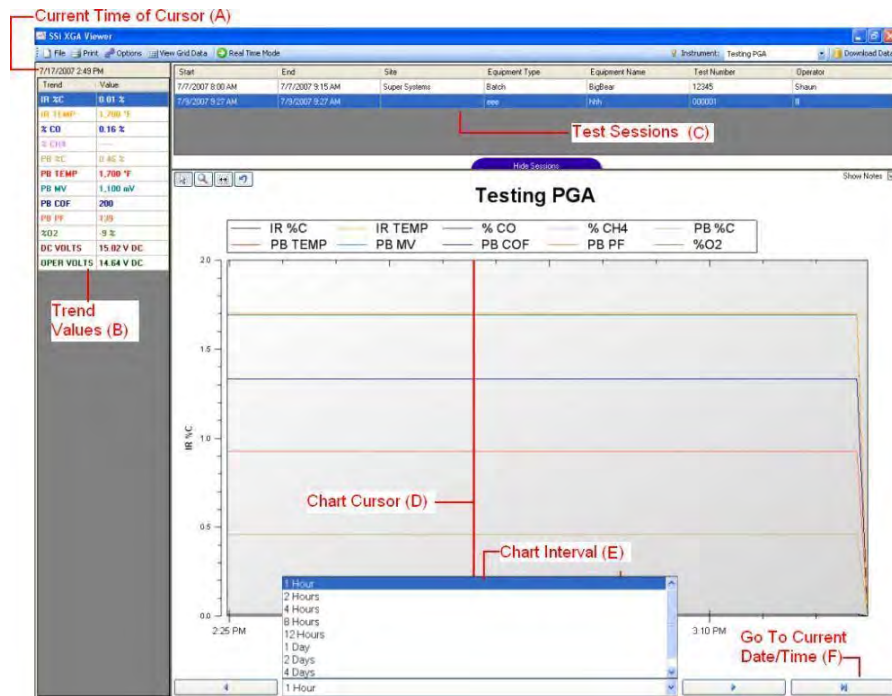 Current Time of Cursor (A)
SSi XGA Viewer
File Print Options View Grid Data Real Time Mode Instrument: Testing PGA Download Data
7/17/2007 2:49 PM
Trend Value
IR %C 0.01 %
IR TEMP 1,700 °F
% CO 0.16 %
% CH4 ---
PB %C 0.46 %
PB TEMP 1,700 °F
PB MV 1,100 mV
PB COF 200
PB PF 139
%O2 -9 %
DC VOLTS 15.02 V DC
OPER VOLTS 14.64 V DC
Trend
Values (B)
Start End Site Equipment Type Equipment Name Test Number Operator
7/7/2007 8:00 AM 7/7/2007 9:15 AM Super Systems Batch BigBear 12345 Shaun
7/9/2007 9:27 AM 7/9/2007 9:27 AM eee hhh 000001 8
Test Sessions (C)
Hide Sessions
Show Notes
Testing PGA
IR %C IR TEMP % CO % CH4 PB %C
PB TEMP PB MV PB COF PB PF %O2
2.0
1.5
1.0
0.5
0.0
IR %C
Chart Cursor (D)
Chart Interval (E)
1 Hour
2 Hours
4 Hours
8 Hours
12 Hours
1 Day
2 Days
4 Days
2:25 PM
3:10 PM
Go To Current
Date/Time (F)
1 Hour